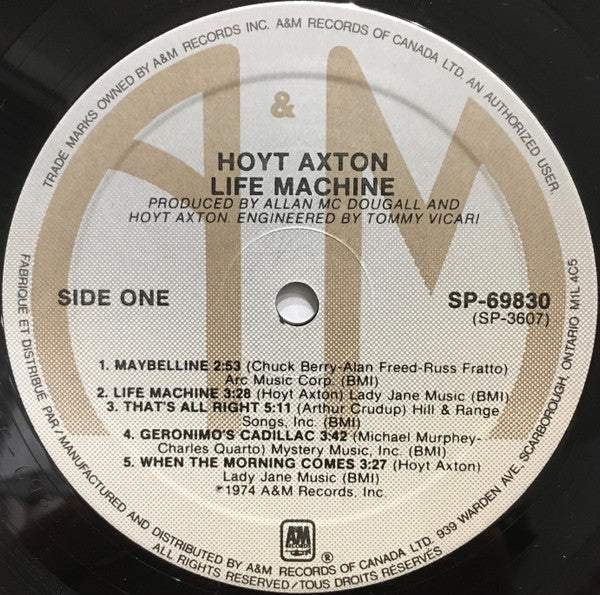 TRADE MARKS OWNED BY A&M RECORDS INC. A&M RECORDS OF CANADA LTD. AN AUTHORIZED USER.
&
HOYT AXTON
LIFE MACHINE
PRODUCED BY ALLAN MC DOUGALL AND
HOYT AXTON. ENGINEERED BY TOMMY VICARI
SIDE ONE
SP-69830
(SP-3607)
1. MAYBELLINE 2:53 (Chuck Berry-Alan Freed-Russ Fratto)
Arc Music Corp. (BMI)
2. LIFE MACHINE 3:28 (Hoyt Axton) Lady Jane Music (BMI)
3. THAT'S ALL RIGHT 5:11 (Arthur Crudup) Hill & Range
Songs, Inc. (BMI)
4. GERONIMO'S CADILLAC 3:42 (Michael Murphey-
Charles Quarto) Mystery Music, Inc. (BMI)
5. WHEN THE MORNING COMES 3:27 (Hoyt Axton)
Lady Jane Music (BMI)
℗1974 A&M Records, Inc.
A&M
RECORDS
®
FABRIQUÉ ET DISTRIBUÉ PAR/MANUFACTURED AND DISTRIBUTED BY A&M RECORDS OF CANADA LTD. 939 WARDEN AVE. SCARBOROUGH, ONTARIO M1L 4C5
ALL RIGHTS RESERVED/TOUS DROITS RÉSERVÉS